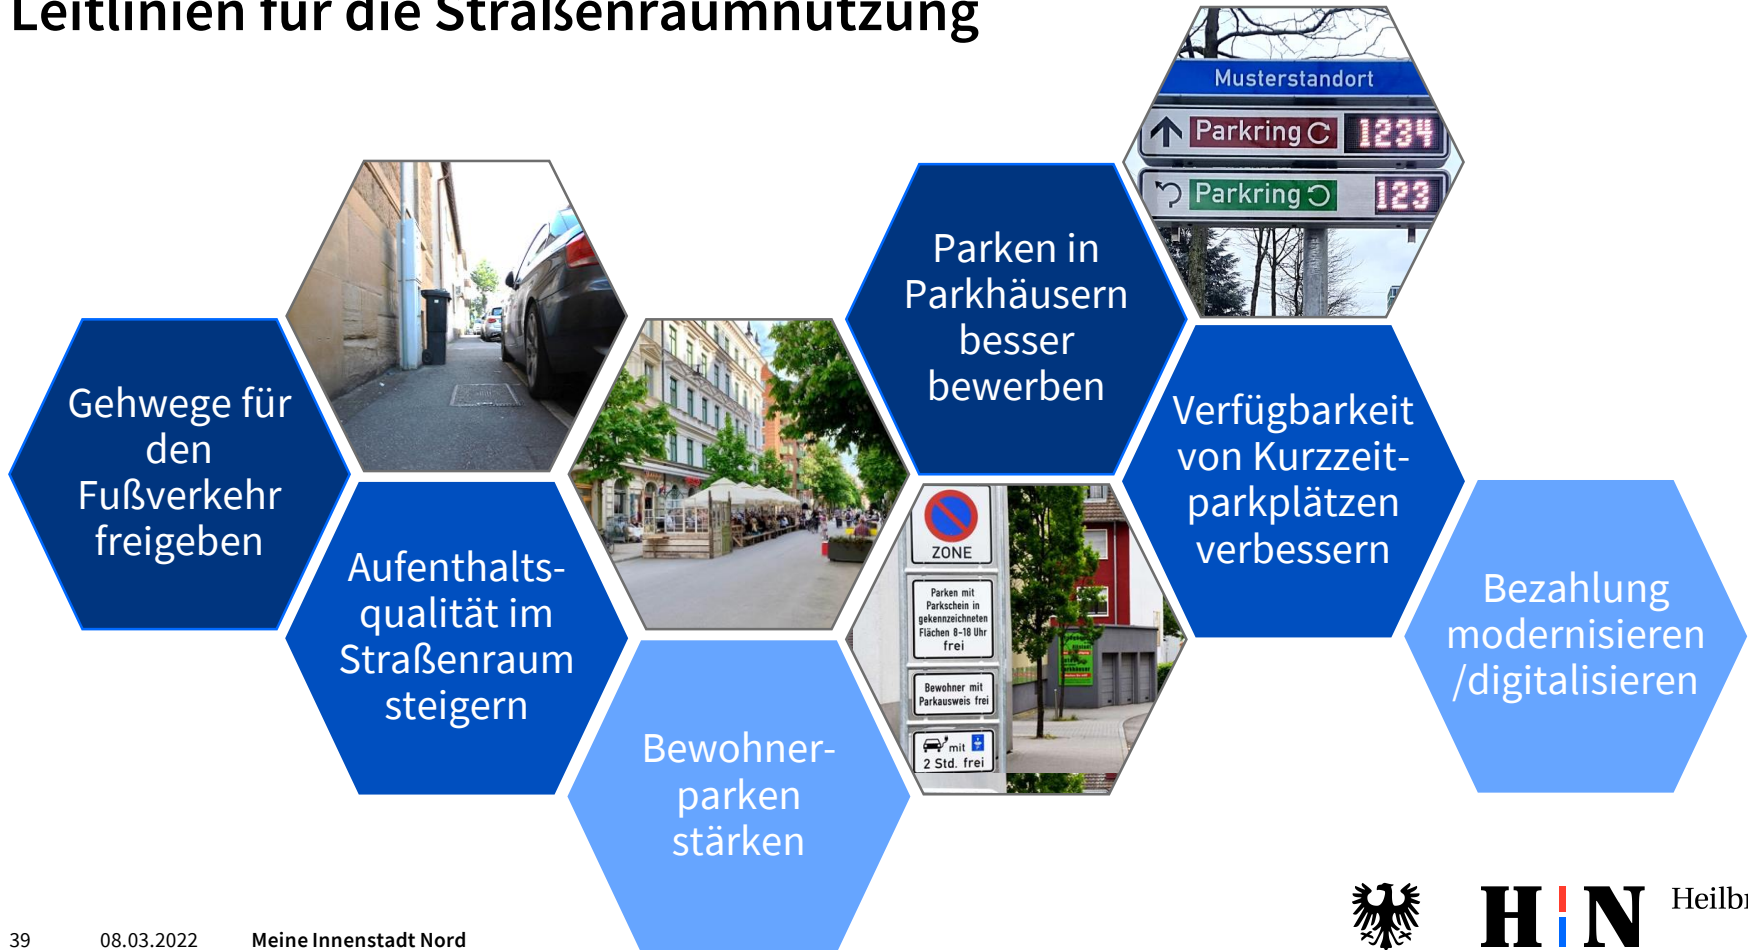 Leitlinien für die Straßenraumnutzung
Musterstandort
Parkring 1234
Parkring 123
Gehwege für
den
Fußverkehr
freigeben
Aufenthalts-
qualität im
Straßenraum
steigern
Bewohner-
parken
stärken
Parken in
Parkhäusern
besser
bewerben
ZONE
Parken mit
Parkschein in
gekennzeichneten
Flächen 8-18 Uhr
frei
Bewohner mit
Parkausweis frei
mit
2 Std. frei
Verfügbarkeit
von Kurzzeit-
parkplätzen
verbessern
Bezahlung
modernisieren
/digitalisieren
39 08.03.2022 Meine Innenstadt Nord
H N Heilbr